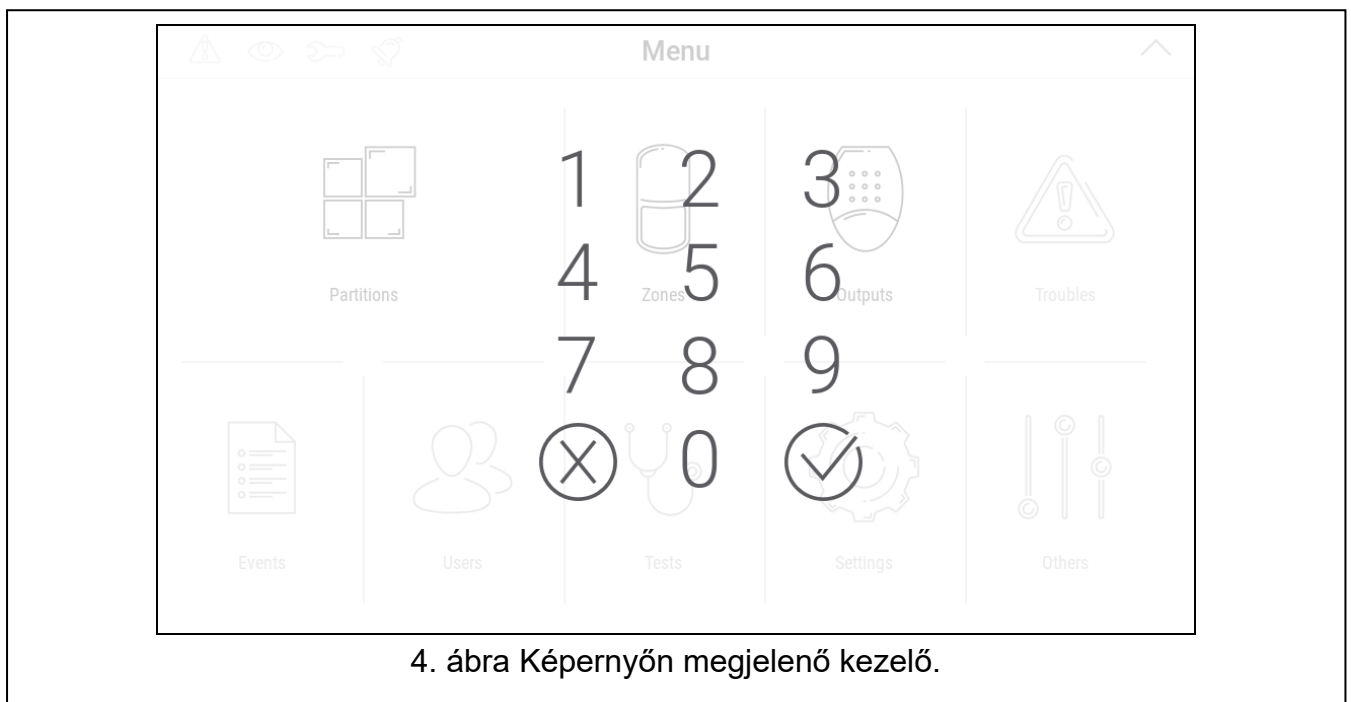 Menu
1 2 3
Partitions Zones Outputs Troubles
4 5 6
7 8 9
0
Events Users Tests Settings Others
4. ábra Képernyőn megjelenő kezelő.